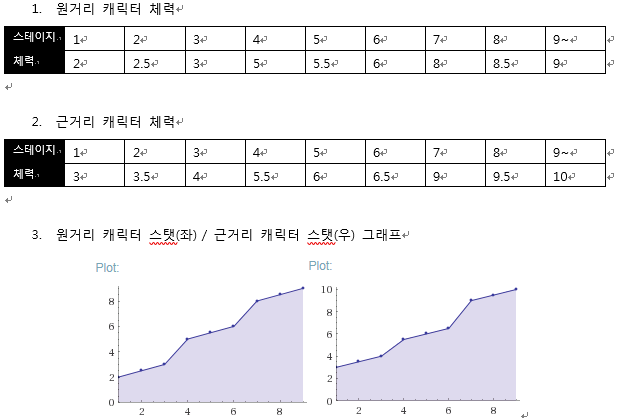 1. 원거리 캐릭터 체력
스테이지 1 2 3 4 5 6 7 8 9~
체력 2 2.5 3 5 5.5 6 8 8.5 9
2. 근거리 캐릭터 체력
스테이지 1 2 3 4 5 6 7 8 9~
체력 3 3.5 4 5.5 6 6.5 9 9.5 10
3. 원거리 캐릭터 스탯(좌) / 근거리 캐릭터 스탯(우) 그래프
Plot:
8
6
4
2
0
2 4 6 8
Plot:
10
8
6
4
2
0
2 4 6 8